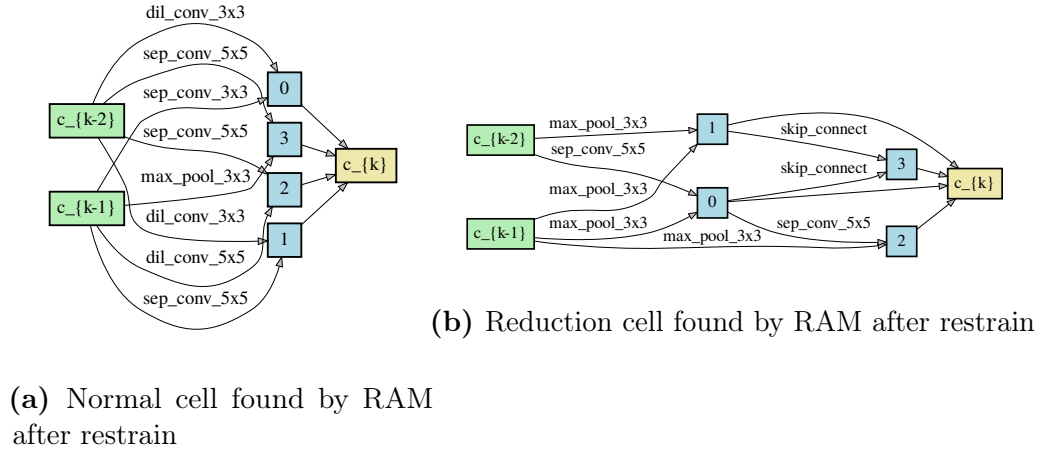 dil_conv_3x3
sep_conv_5x5
sep_conv_3x3
sep_conv_5x5
max_pool_3x3
dil_conv_3x3
dil_conv_5x5
sep_conv_5x5
c_{k-2}
c_{k-1}
0
3
2
1
c_{k}
(a) Normal cell found by RAM
after restrain
max_pool_3x3
sep_conv_5x5
max_pool_3x3
max_pool_3x3
max_pool_3x3
skip_connect
skip_connect
sep_conv_5x5
c_{k-2}
c_{k-1}
1
0
3
2
c_{k}
(b) Reduction cell found by RAM after restrain